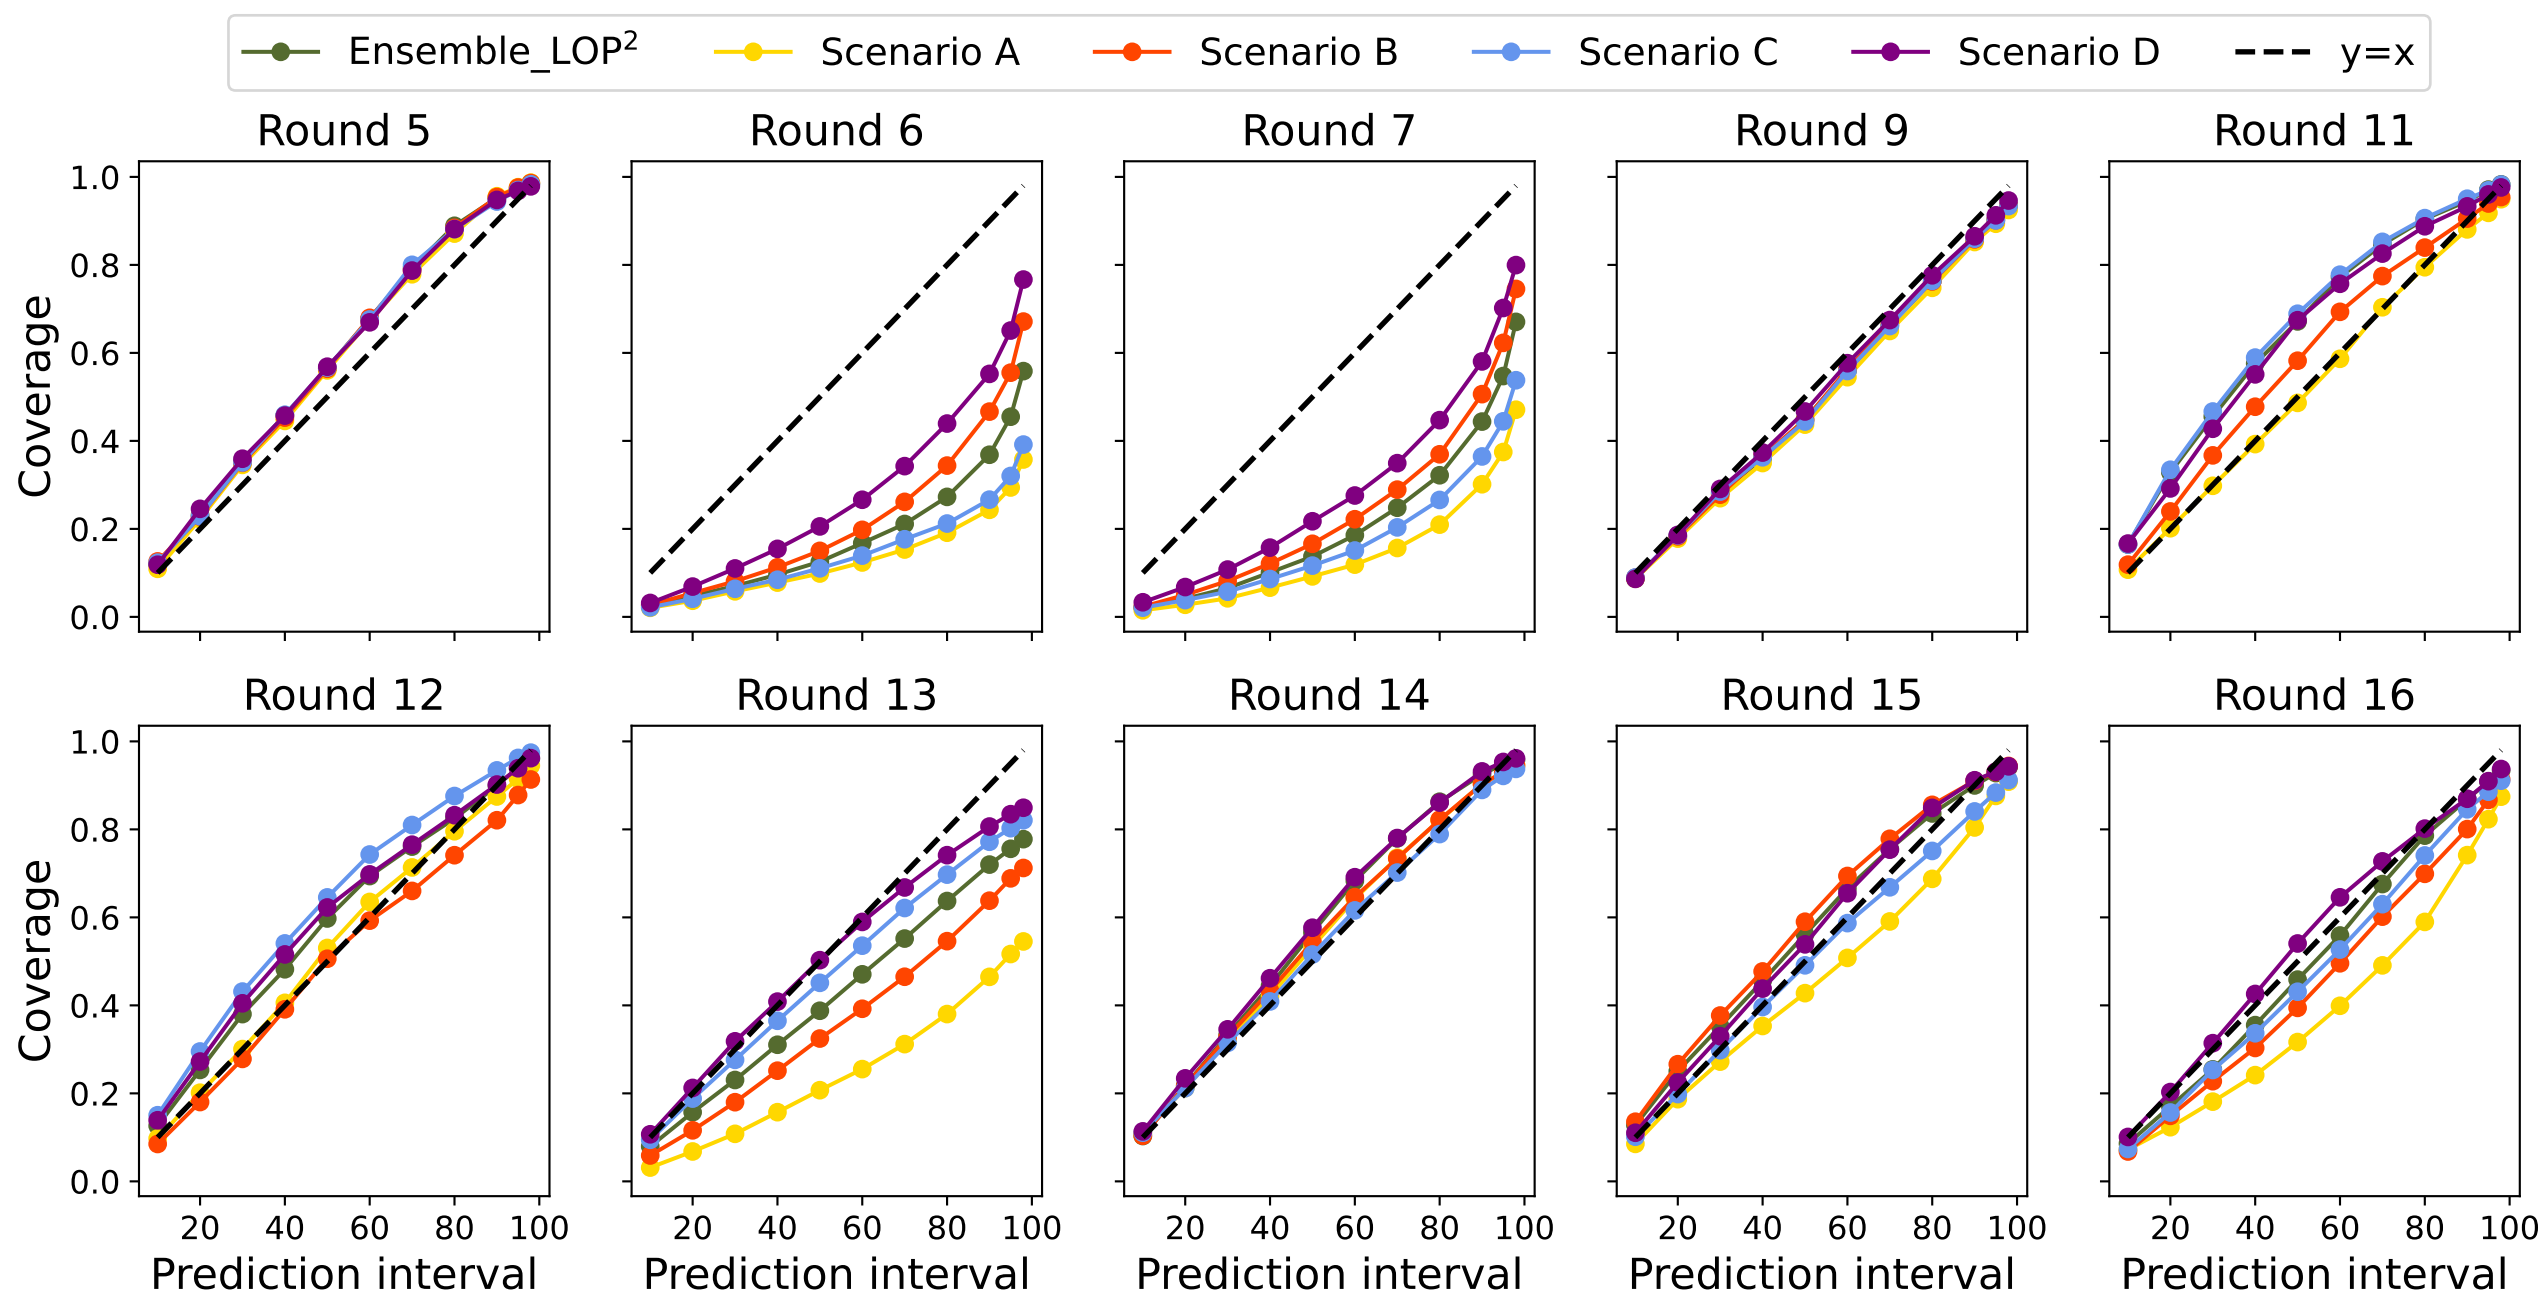 Ensemble_LOP² Scenario A Scenario B Scenario C Scenario D y=x
Round 5 Round 6 Round 7 Round 9 Round 11
1.0
0.8
0.6
0.4
0.2
0.0
Coverage
Round 12 Round 13 Round 14 Round 15 Round 16
1.0
0.8
0.6
0.4
0.2
0.0
Coverage
20 40 60 80 100 20 40 60 80 100 20 40 60 80 100 20 40 60 80 100 20 40 60 80 100
Prediction interval Prediction interval Prediction interval Prediction interval Prediction interval